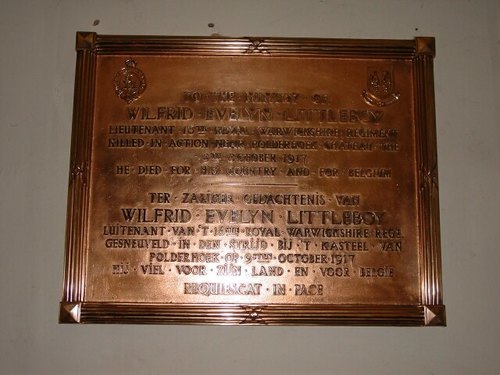 TO THE MEMORY OF
WILFRID · EVELYN · LITTLEBOY
LIEUTENANT 16TH ROYAL WARWICKSHIRE REGIMENT
KILLED IN ACTION NEAR POLDERHOEK CHATEAU THE
9TH OCTOBER 1917
HE DIED FOR HIS COUNTRY AND FOR BELGIUM
TER ZALIGER GEDACHTENIS VAN
WILFRID EVELYN LITTLEBOY
LUITENANT VAN 'T 16TH ROYAL WARWICKSHIRE REG.
GESNEUVELD · IN DEN STRIJD BIJ 'T KASTEEL VAN
POLDERHOEK OP 9DEN OCTOBER 1917
HIJ VIEL VOOR ZIJN LAND EN VOOR BELGIE
REQUIESCAT IN PACE